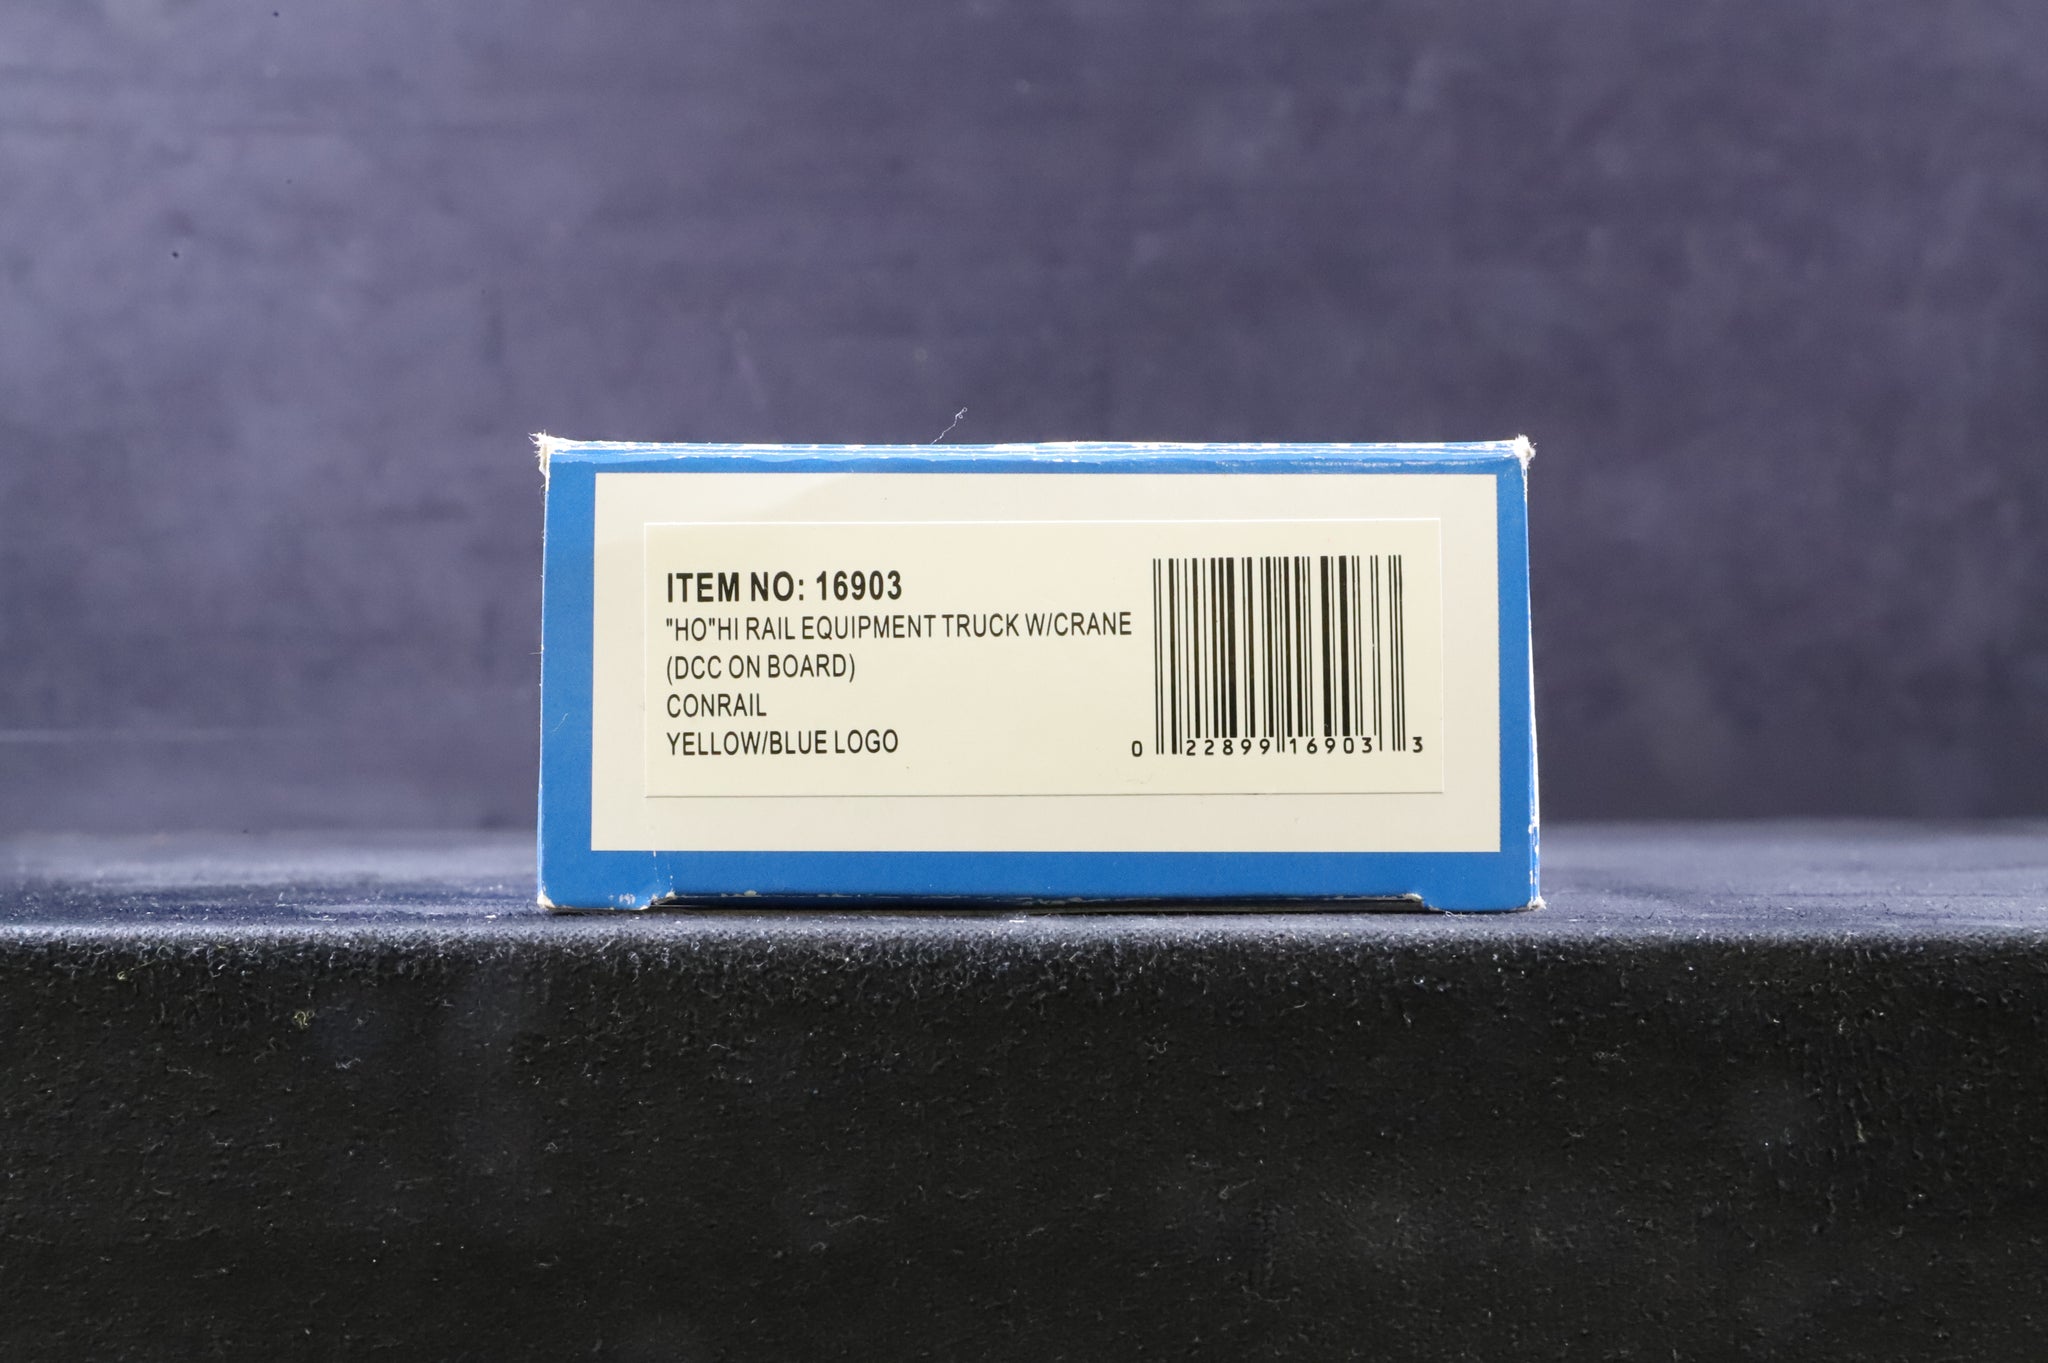 ITEM NO: 16903
"HO"HI RAIL EQUIPMENT TRUCK W/CRANE
(DCC ON BOARD)
CONRAIL
YELLOW/BLUE LOGO
0 22899 16903 3